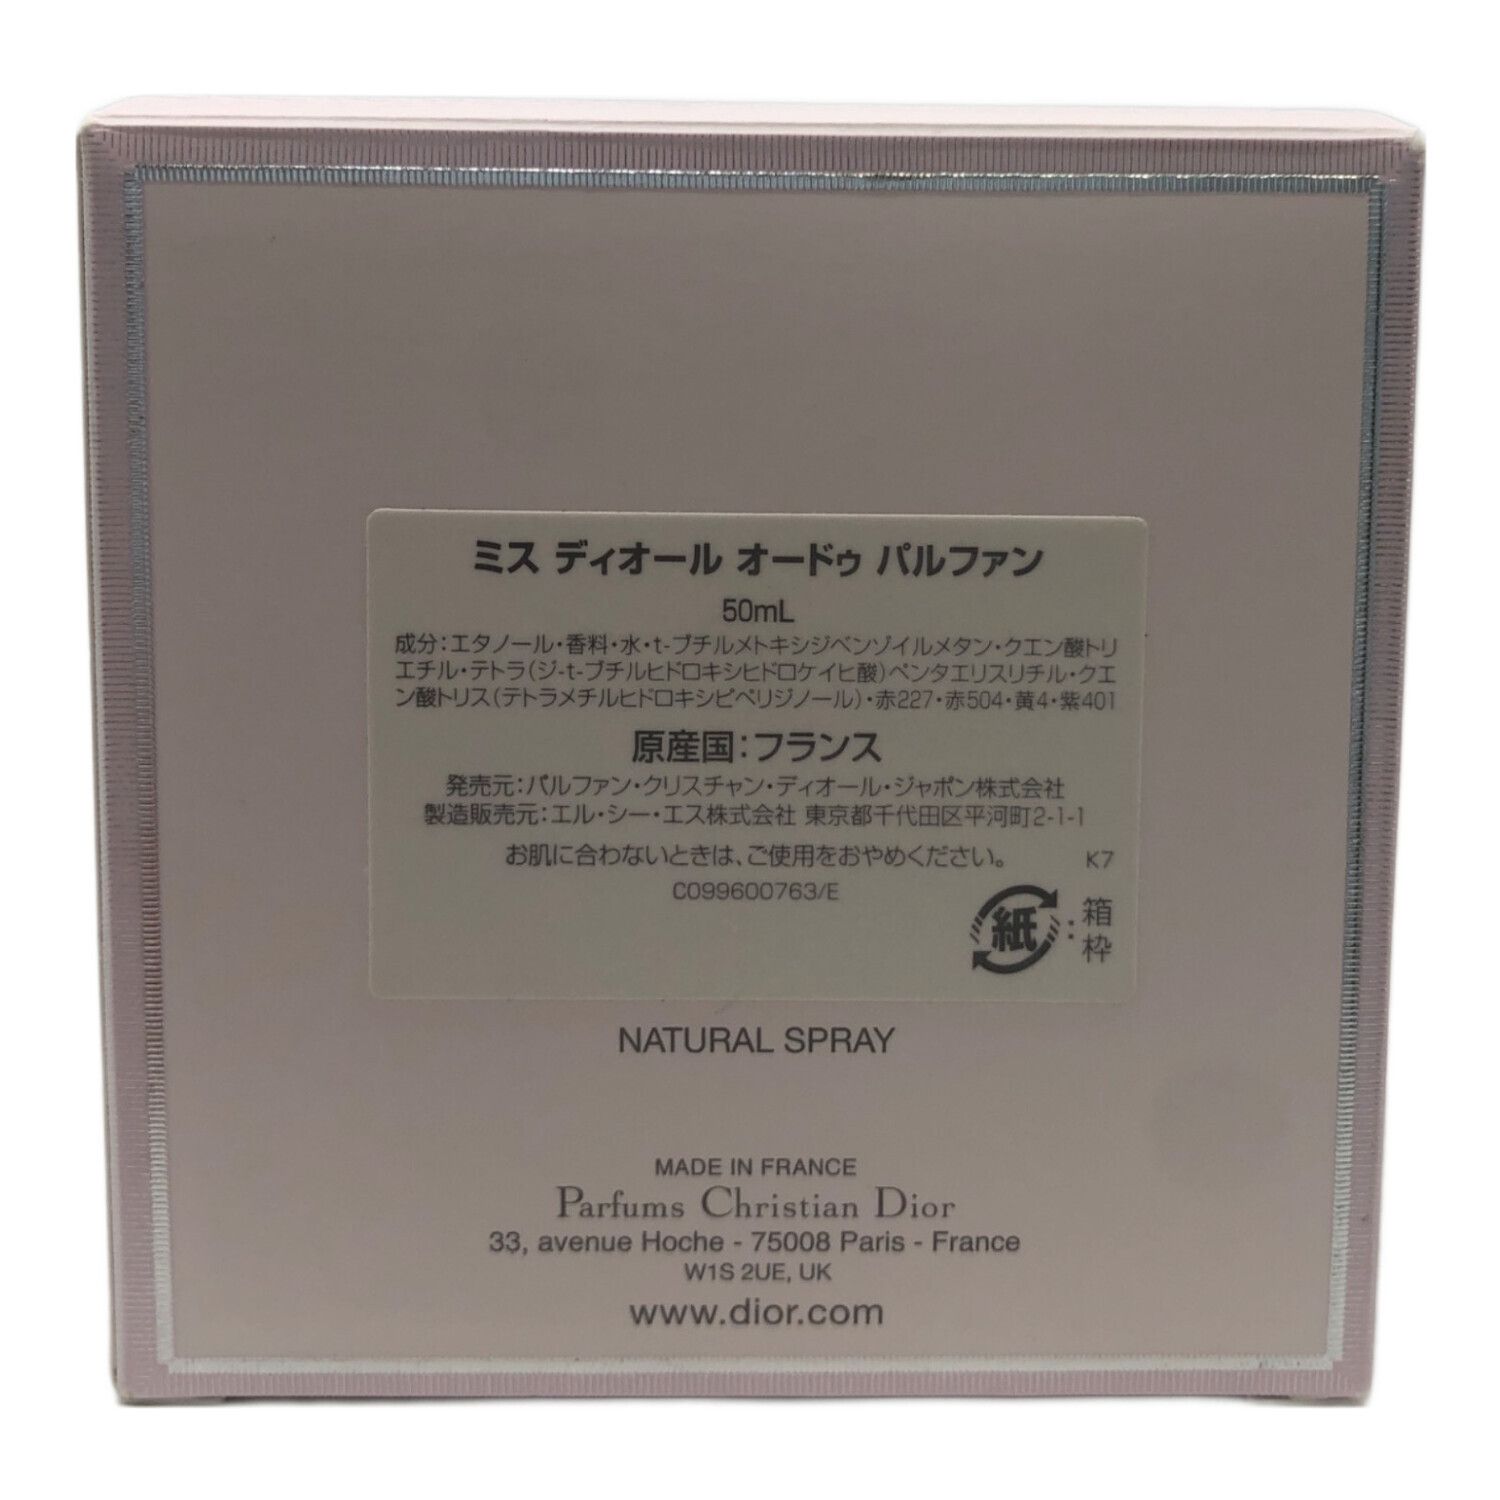 ミス ディオール オードゥ パルファン
50mL
成分：エタノール・香料・水・t-ブチルメトキシジベンゾイルメタン・クエン酸トリ
エチル・テトラ(ジ-t-ブチルヒドロキシヒドロケイヒ酸)ペンタエリスリチル・クエ
ン酸トリス(テトラメチルヒドロキシピペリジノール)・赤227・赤504・黄4・紫401
原産国：フランス
発売元：パルファン・クリスチャン・ディオール・ジャポン株式会社
製造販売元：エル・シー・エス株式会社 東京都千代田区平河町2-1-1
お肌に合わないときは、ご使用をおやめください。 K7
C099600763/E
紙：箱
枠
NATURAL SPRAY
MADE IN FRANCE
Parfums Christian Dior
33, avenue Hoche - 75008 Paris - France
W1S 2UE, UK
www.dior.com